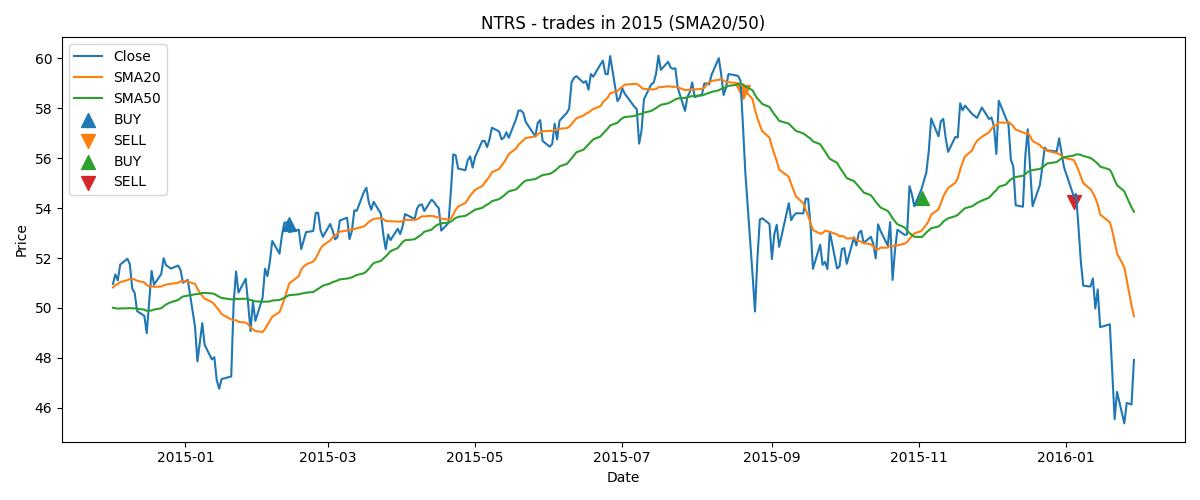 NTRS - trades in 2015 (SMA20/50)
Close
SMA20
SMA50
BUY
SELL
BUY
SELL
Price
60
58
56
54
52
50
48
46
2015-01 2015-03 2015-05 2015-07 2015-09 2015-11 2016-01
Date